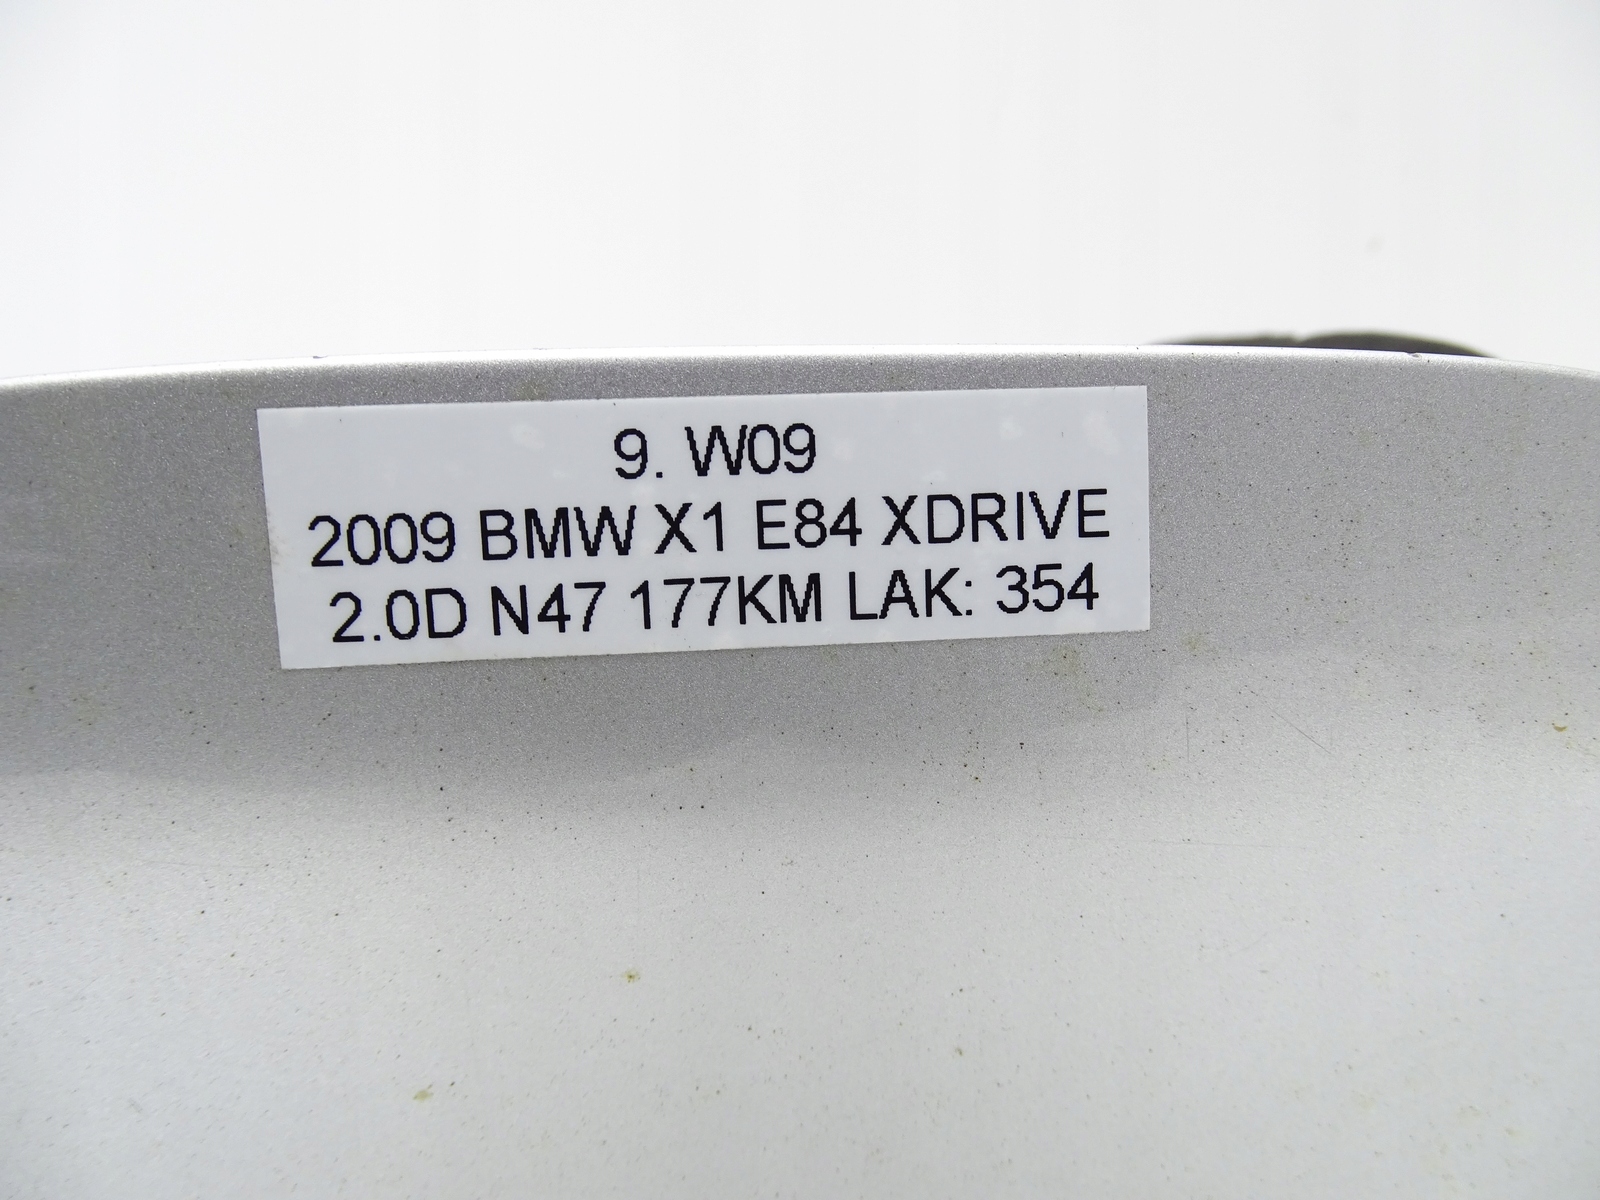 9. W09
2009 BMW X1 E84 XDRIVE
2.0D N47 177KM LAK: 354